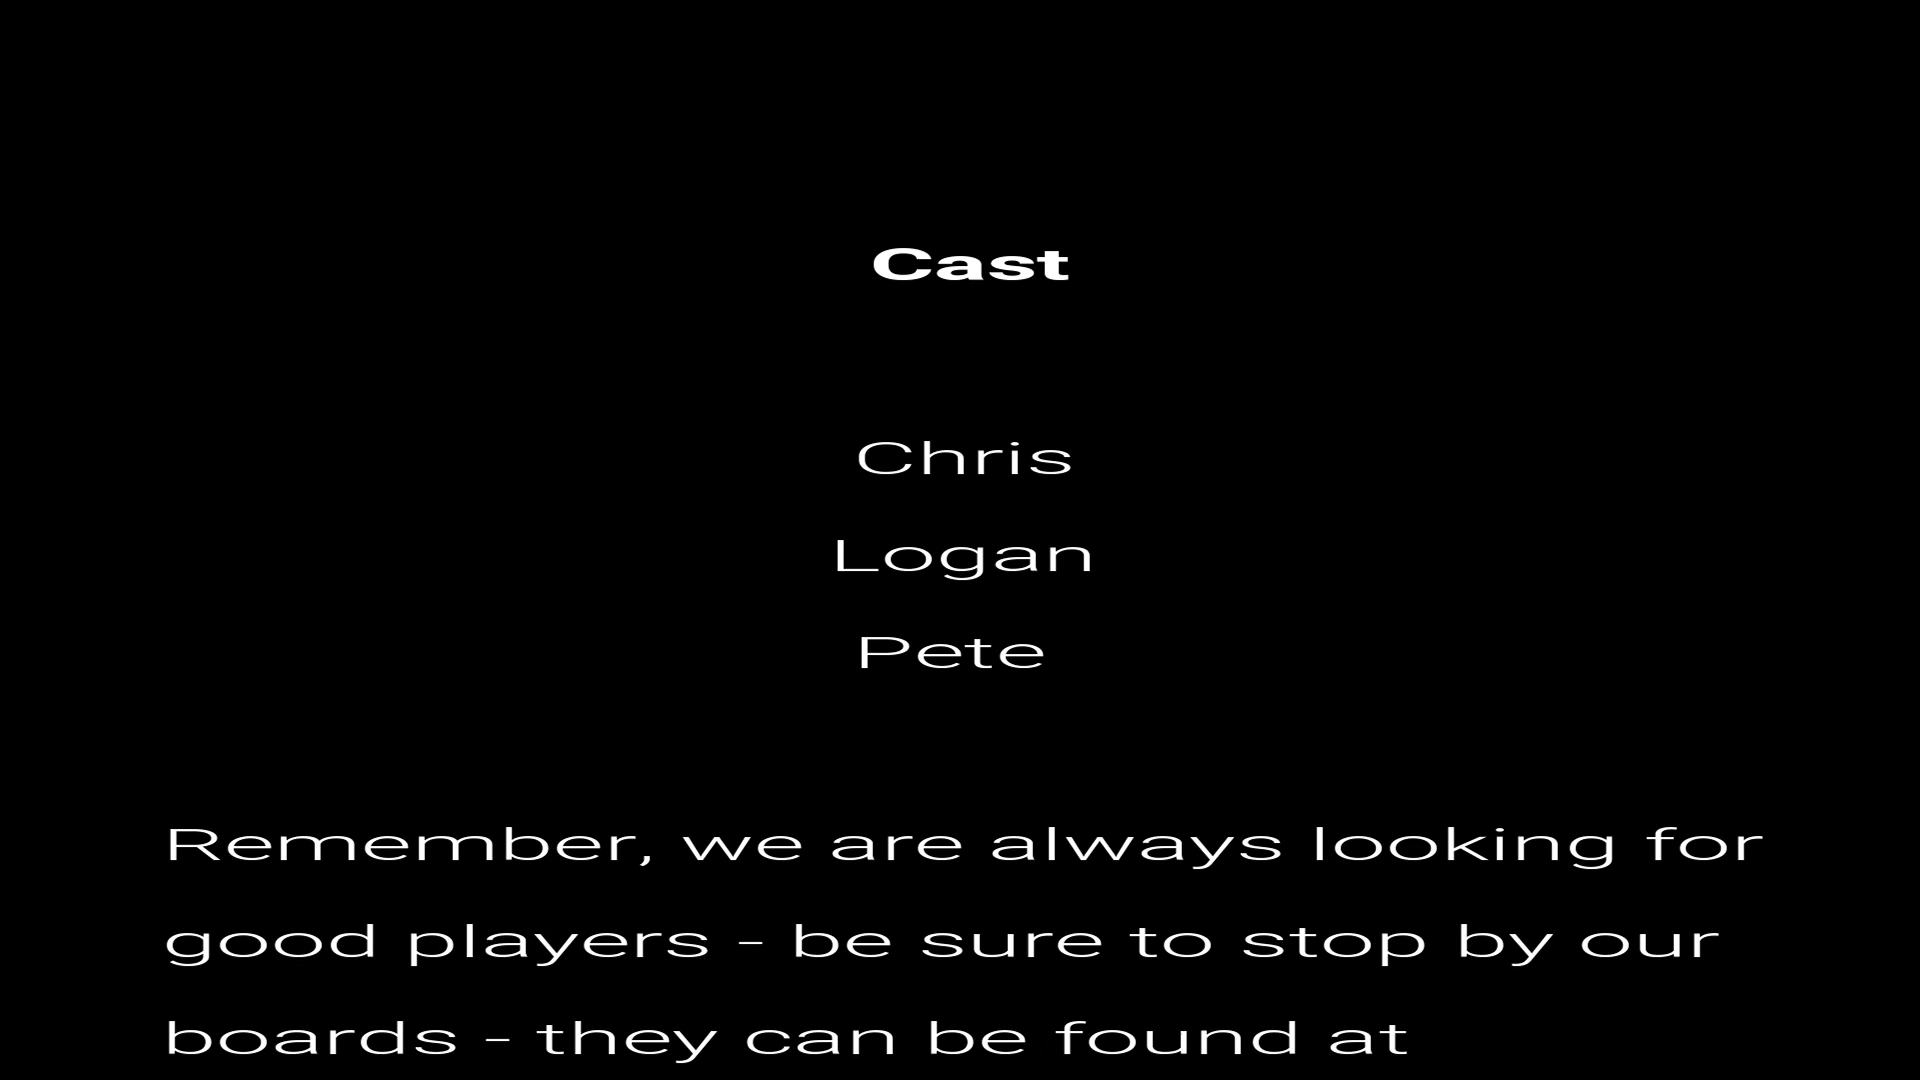 Cast
Chris
Logan
Pete
Remember, we are always looking for
good players - be sure to stop by our
boards - they can be found at